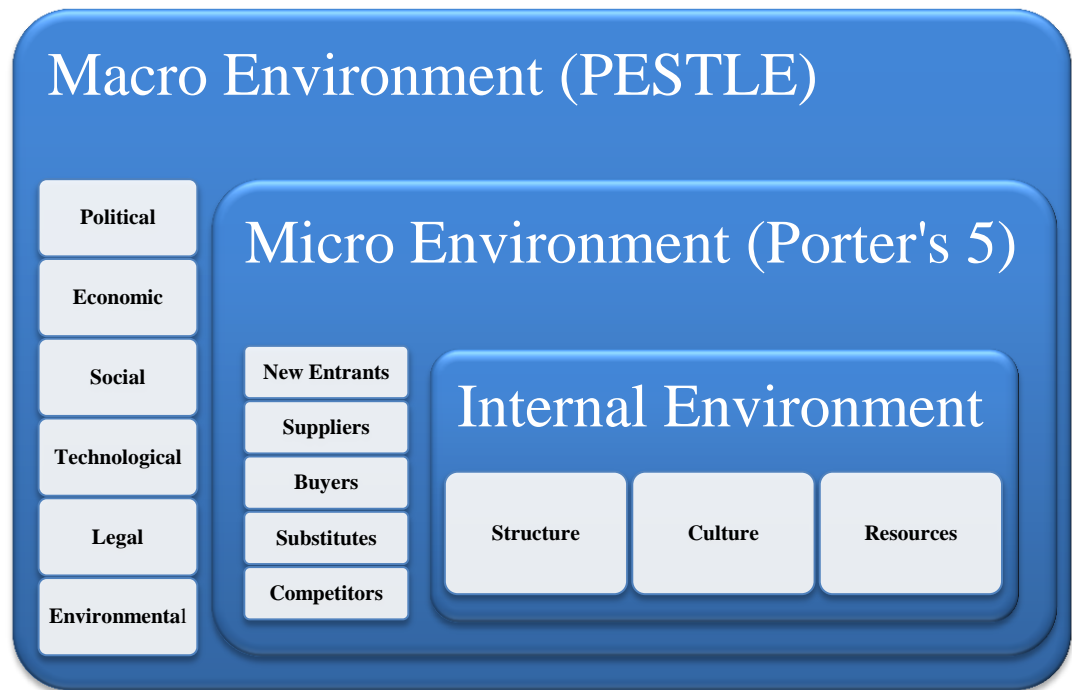 Macro Environment (PESTLE)
Political
Economic
Social
Technological
Legal
Environmental
Micro Environment (Porter's 5)
New Entrants
Suppliers
Buyers
Substitutes
Competitors
Internal Environment
Structure
Culture
Resources